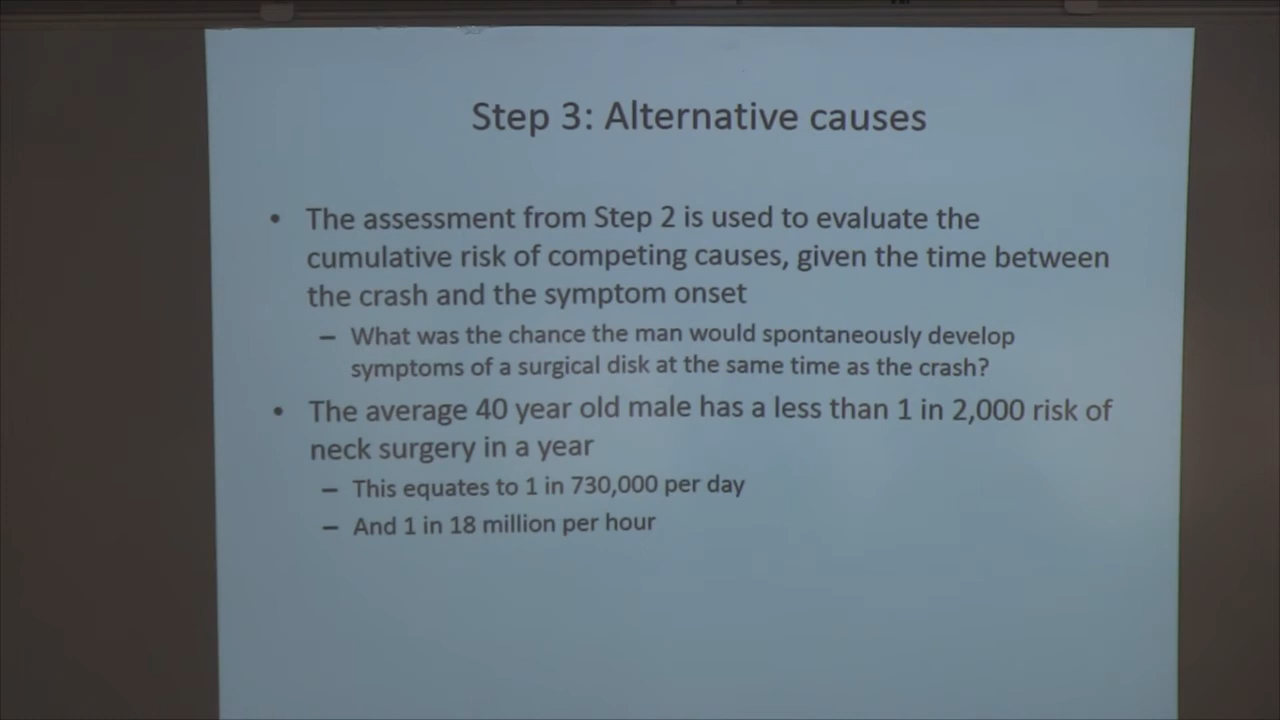 Step 3: Alternative causes
• The assessment from Step 2 is used to evaluate the
cumulative risk of competing causes, given the time between
the crash and the symptom onset
– What was the chance the man would spontaneously develop
symptoms of a surgical disk at the same time as the crash?
• The average 40 year old male has a less than 1 in 2,000 risk of
neck surgery in a year
– This equates to 1 in 730,000 per day
– And 1 in 18 million per hour